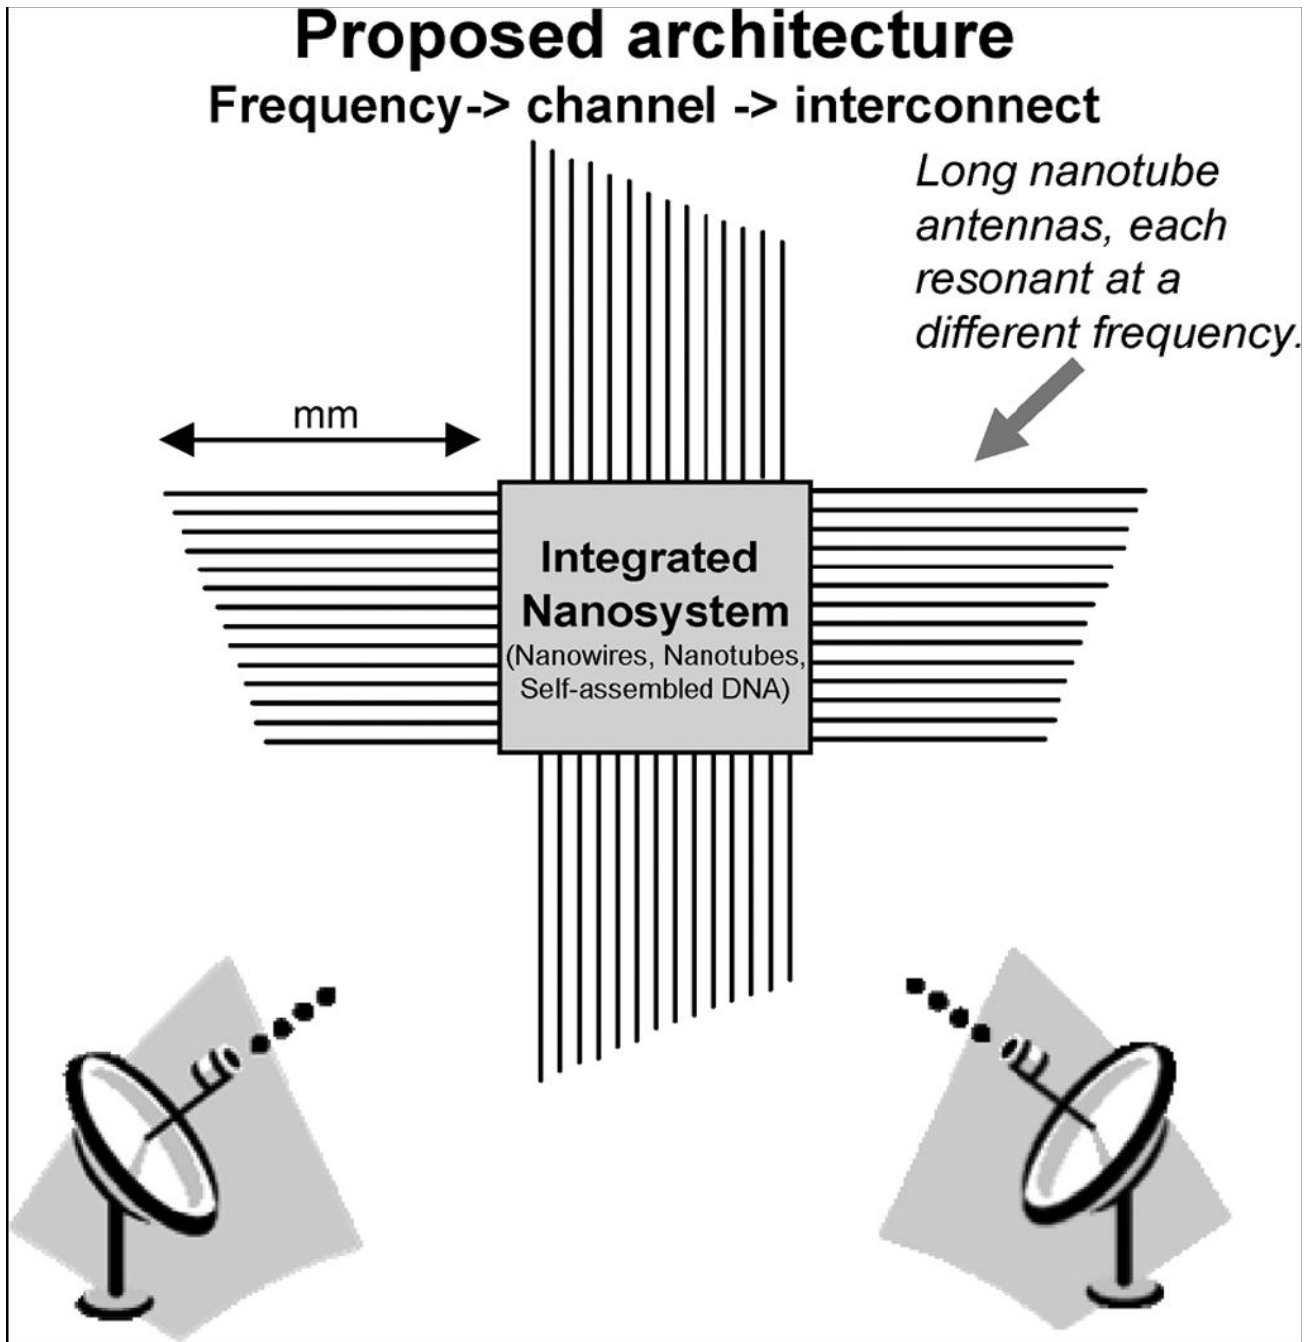 Proposed architecture
Frequency-> channel -> interconnect
Long nanotube
antennas, each
resonant at a
different frequency.
mm
Integrated
Nanosystem
(Nanowires, Nanotubes,
Self-assembled DNA)